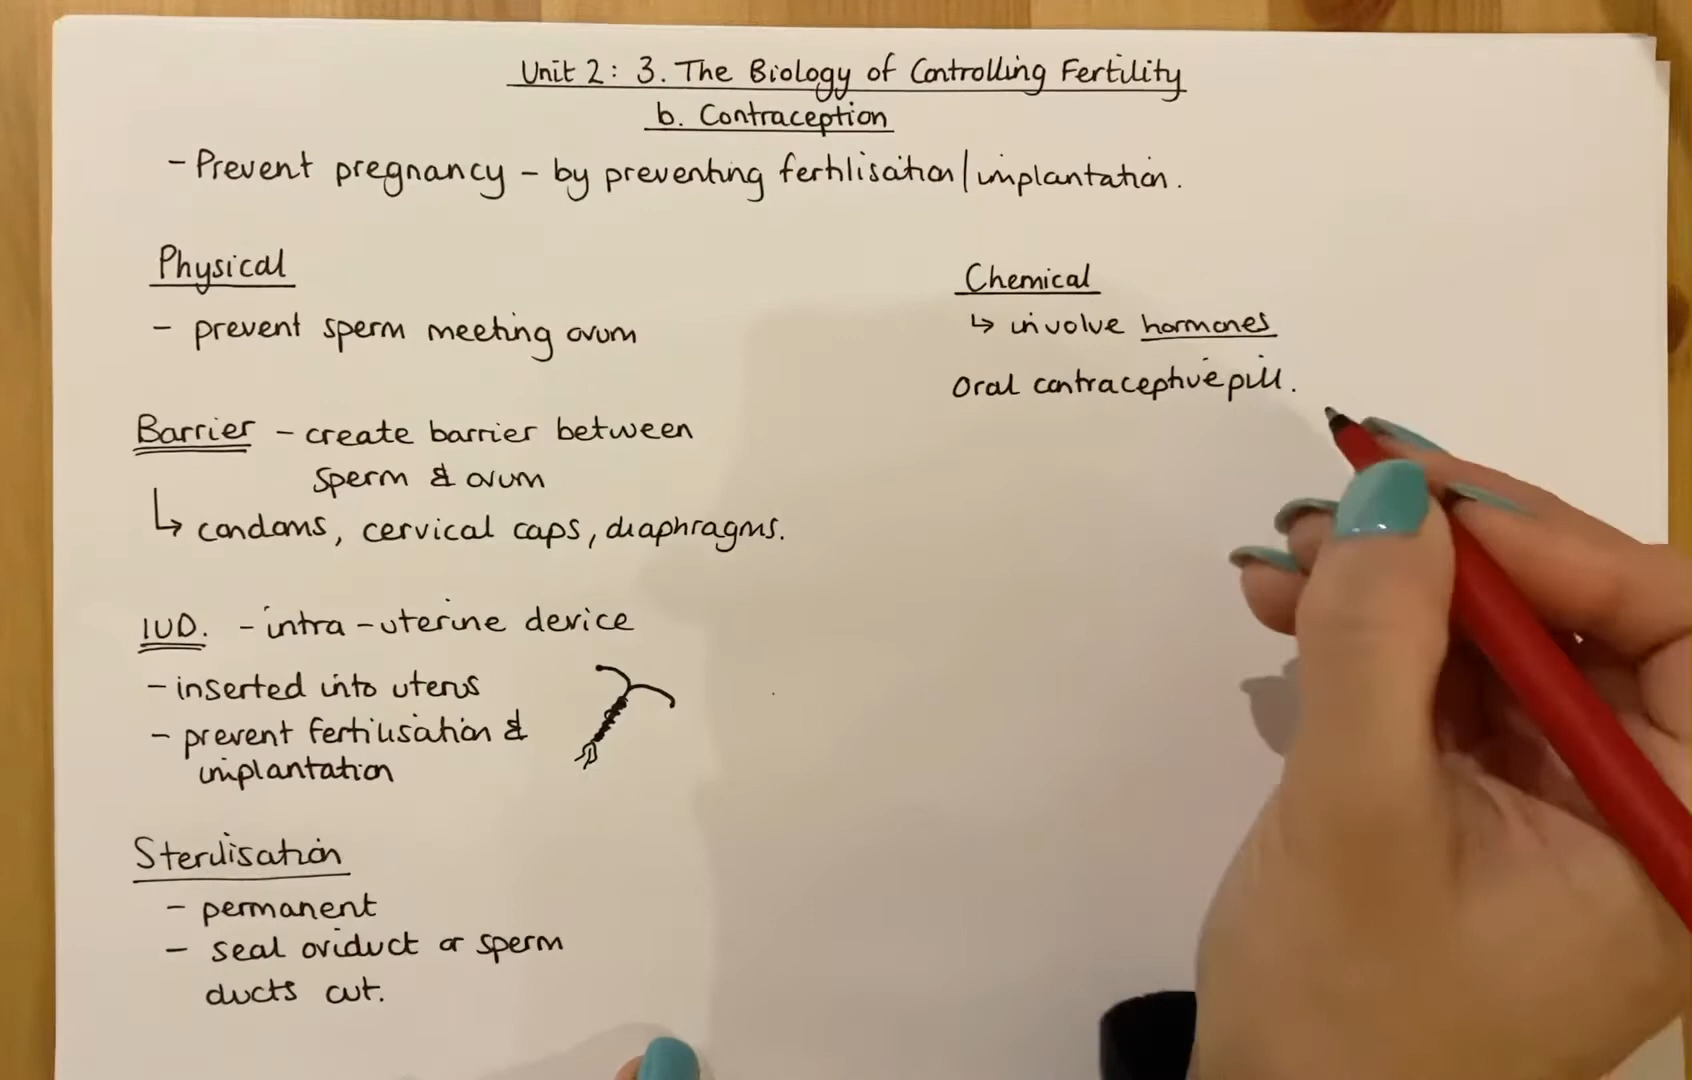 Unit 2: 3. The Biology of Controlling Fertility
b. Contraception
- Prevent pregnancy - by preventing fertilisation/implantation.
Physical
- prevent sperm meeting ovum
Barrier - create barrier between
sperm & ovum
↳ condoms, cervical caps, diaphragms.
IUD. - intra-uterine device
- inserted into uterus
- prevent fertilisation &
implantation
Sterilisation
- permanent
- seal oviduct or sperm
ducts cut.
Chemical
↳ involve hormones
Oral contraceptive pill.